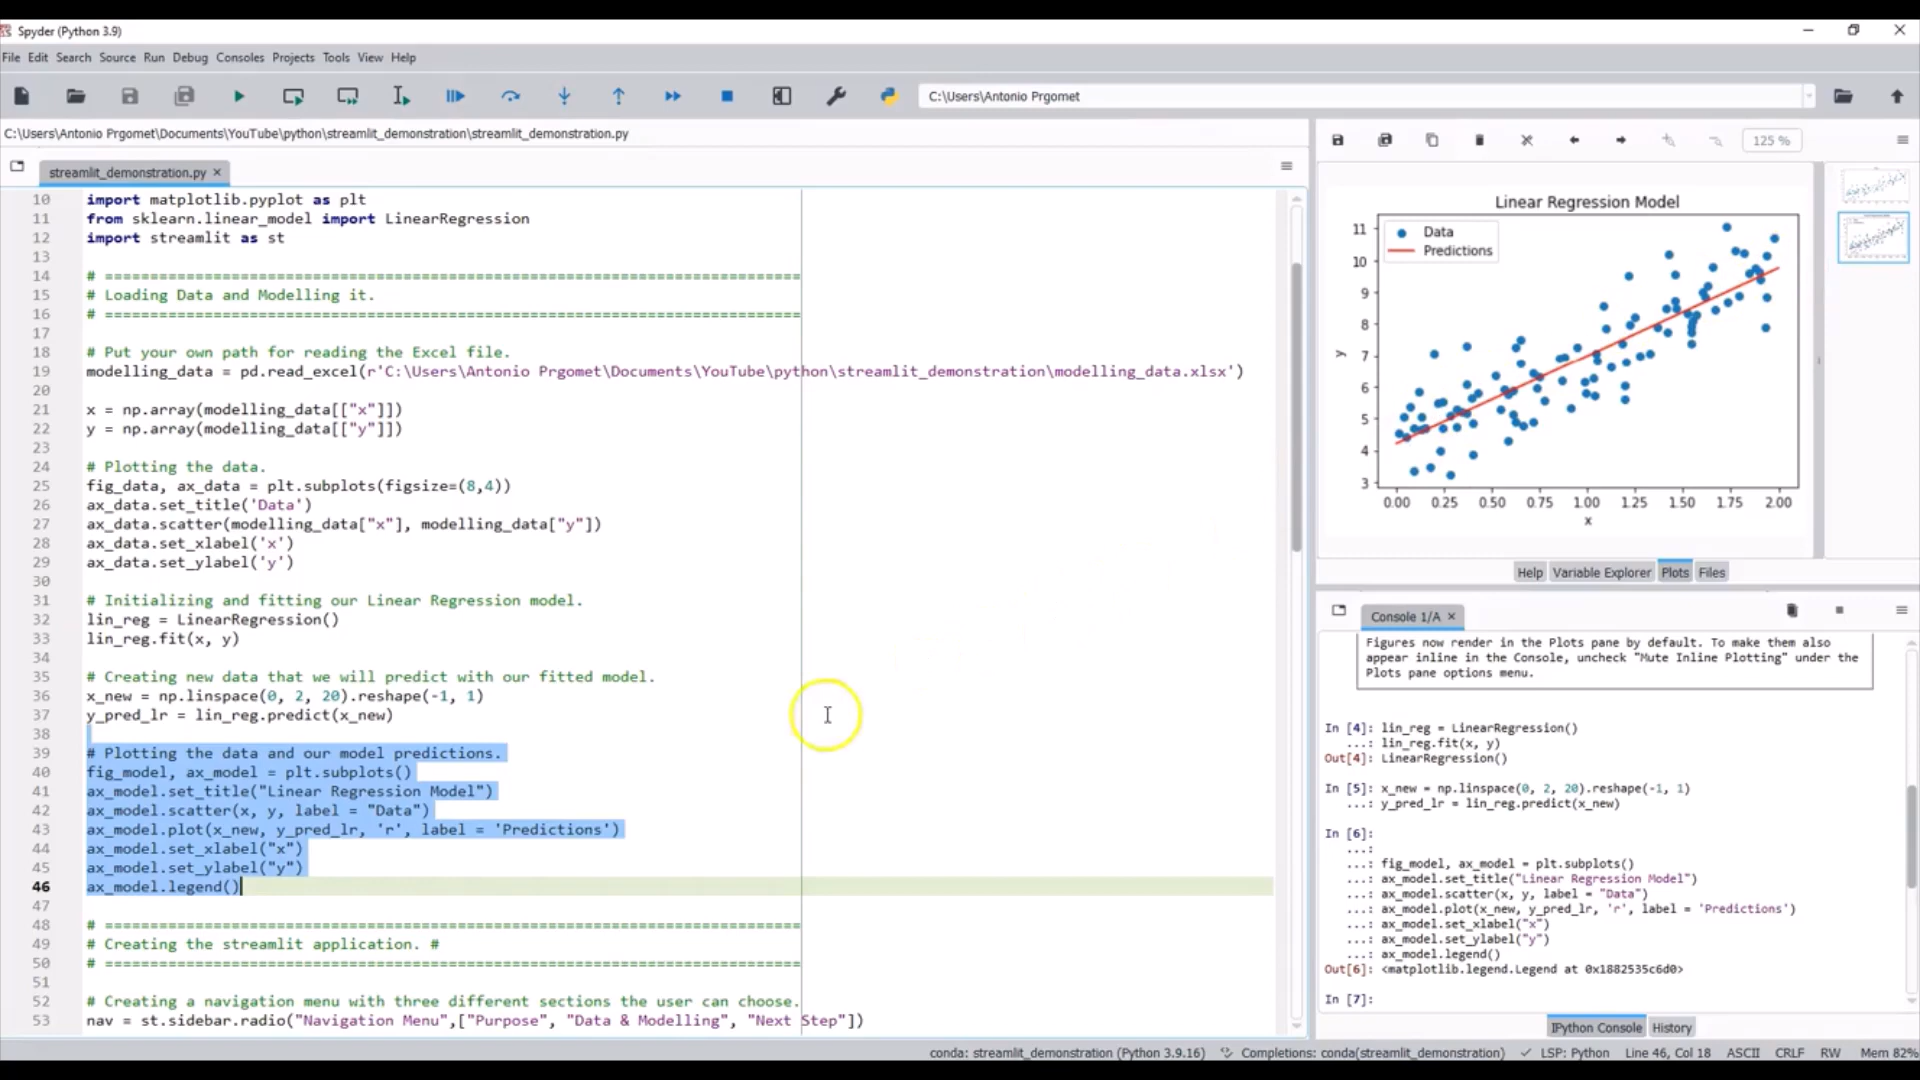 Spyder (Python 3.9)
File Edit Search Source Run Debug Consoles Projects Tools View Help
C:\Users\Antonio Prgomet
C:\Users\Antonio Prgomet\Documents\YouTube\python\streamlit_demonstration\streamlit_demonstration.py
streamlit_demonstration.py
10 import matplotlib.pyplot as plt
11 from sklearn.linear_model import LinearRegression
12 import streamlit as st
13
14 # =============================================================================
15 # Loading Data and Modelling it.
16 # =============================================================================
17
18 # Put your own path for reading the Excel file.
19 modelling_data = pd.read_excel(r'C:\Users\Antonio Prgomet\Documents\YouTube\python\streamlit_demonstration\modelling_data.xlsx')
20
21 x = np.array(modelling_data[["x"]])
22 y = np.array(modelling_data[["y"]])
23
24 # Plotting the data.
25 fig_data, ax_data = plt.subplots(figsize=(8,4))
26 ax_data.set_title('Data')
27 ax_data.scatter(modelling_data["x"], modelling_data["y"])
28 ax_data.set_xlabel('x')
29 ax_data.set_ylabel('y')
30
31 # Initializing and fitting our Linear Regression model.
32 lin_reg = LinearRegression()
33 lin_reg.fit(x, y)
34
35 # Creating new data that we will predict with our fitted model.
36 x_new = np.linspace(0, 2, 20).reshape(-1, 1)
37 y_pred_lr = lin_reg.predict(x_new)
38
39 # Plotting the data and our model predictions.
40 fig_model, ax_model = plt.subplots()
41 ax_model.set_title("Linear Regression Model")
42 ax_model.scatter(x, y, label = "Data")
43 ax_model.plot(x_new, y_pred_lr, 'r', label = 'Predictions')
44 ax_model.set_xlabel("x")
45 ax_model.set_ylabel("y")
46 ax_model.legend()
47
48 # =============================================================================
49 # Creating the streamlit application. #
50 # =============================================================================
51
52 # Creating a navigation menu with three different sections the user can choose.
53 nav = st.sidebar.radio("Navigation Menu",["Purpose", "Data & Modelling", "Next Step"])
125 %
Linear Regression Model
Data
Predictions
11
10
9
8
7
6
5
4
3
y
0.00 0.25 0.50 0.75 1.00 1.25 1.50 1.75 2.00
x
Help Variable Explorer Plots Files
Console 1/A
Figures now render in the Plots pane by default. To make them also
appear inline in the Console, uncheck "Mute Inline Plotting" under the
Plots pane options menu.
In [4]: lin_reg = LinearRegression()
...: lin_reg.fit(x, y)
Out[4]: LinearRegression()
In [5]: x_new = np.linspace(0, 2, 20).reshape(-1, 1)
...: y_pred_lr = lin_reg.predict(x_new)
In [6]:
...:
...: fig_model, ax_model = plt.subplots()
...: ax_model.set_title("Linear Regression Model")
...: ax_model.scatter(x, y, label = "Data")
...: ax_model.plot(x_new, y_pred_lr, 'r', label = 'Predictions')
...: ax_model.set_xlabel("x")
...: ax_model.set_ylabel("y")
...: ax_model.legend()
Out[6]: <matplotlib.legend.Legend at 0x1882535c6d0>
In [7]:
IPython Console History
conda: streamlit_demonstration (Python 3.9.16) Completions: conda(streamlit_demonstration) LSP: Python Line 46, Col 18 ASCII CRLF RW Mem 82%